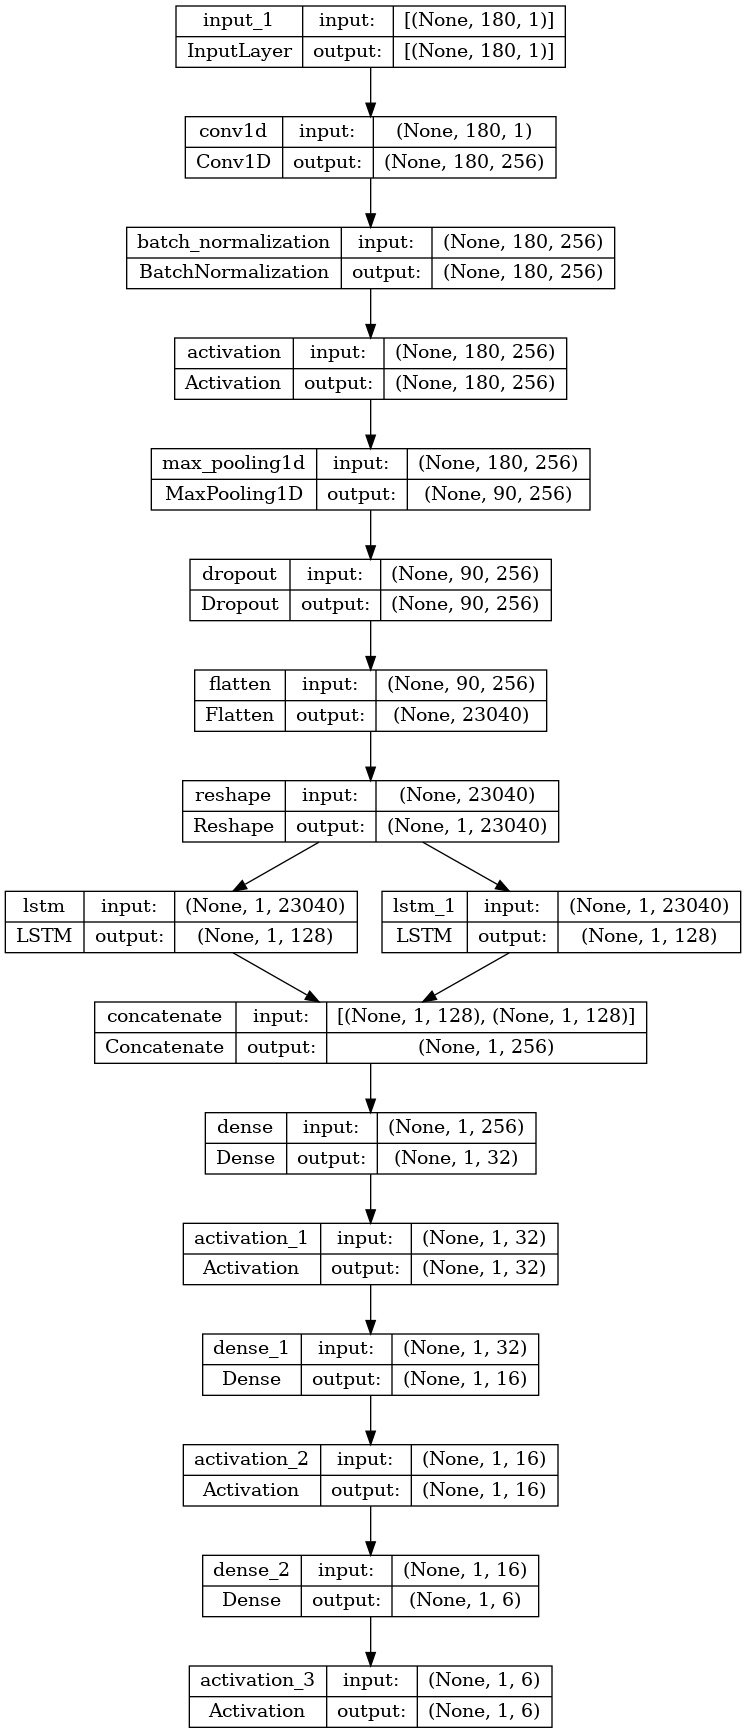 input_1 input: [(None, 180, 1)]
InputLayer output: [(None, 180, 1)]
conv1d input: (None, 180, 1)
Conv1D output: (None, 180, 256)
batch_normalization input: (None, 180, 256)
BatchNormalization output: (None, 180, 256)
activation input: (None, 180, 256)
Activation output: (None, 180, 256)
max_pooling1d input: (None, 180, 256)
MaxPooling1D output: (None, 90, 256)
dropout input: (None, 90, 256)
Dropout output: (None, 90, 256)
flatten input: (None, 90, 256)
Flatten output: (None, 23040)
reshape input: (None, 23040)
Reshape output: (None, 1, 23040)
lstm input: (None, 1, 23040)
LSTM output: (None, 1, 128)
lstm_1 input: (None, 1, 23040)
LSTM output: (None, 1, 128)
concatenate input: [(None, 1, 128), (None, 1, 128)]
Concatenate output: (None, 1, 256)
dense input: (None, 1, 256)
Dense output: (None, 1, 32)
activation_1 input: (None, 1, 32)
Activation output: (None, 1, 32)
dense_1 input: (None, 1, 32)
Dense output: (None, 1, 16)
activation_2 input: (None, 1, 16)
Activation output: (None, 1, 16)
dense_2 input: (None, 1, 16)
Dense output: (None, 1, 6)
activation_3 input: (None, 1, 6)
Activation output: (None, 1, 6)